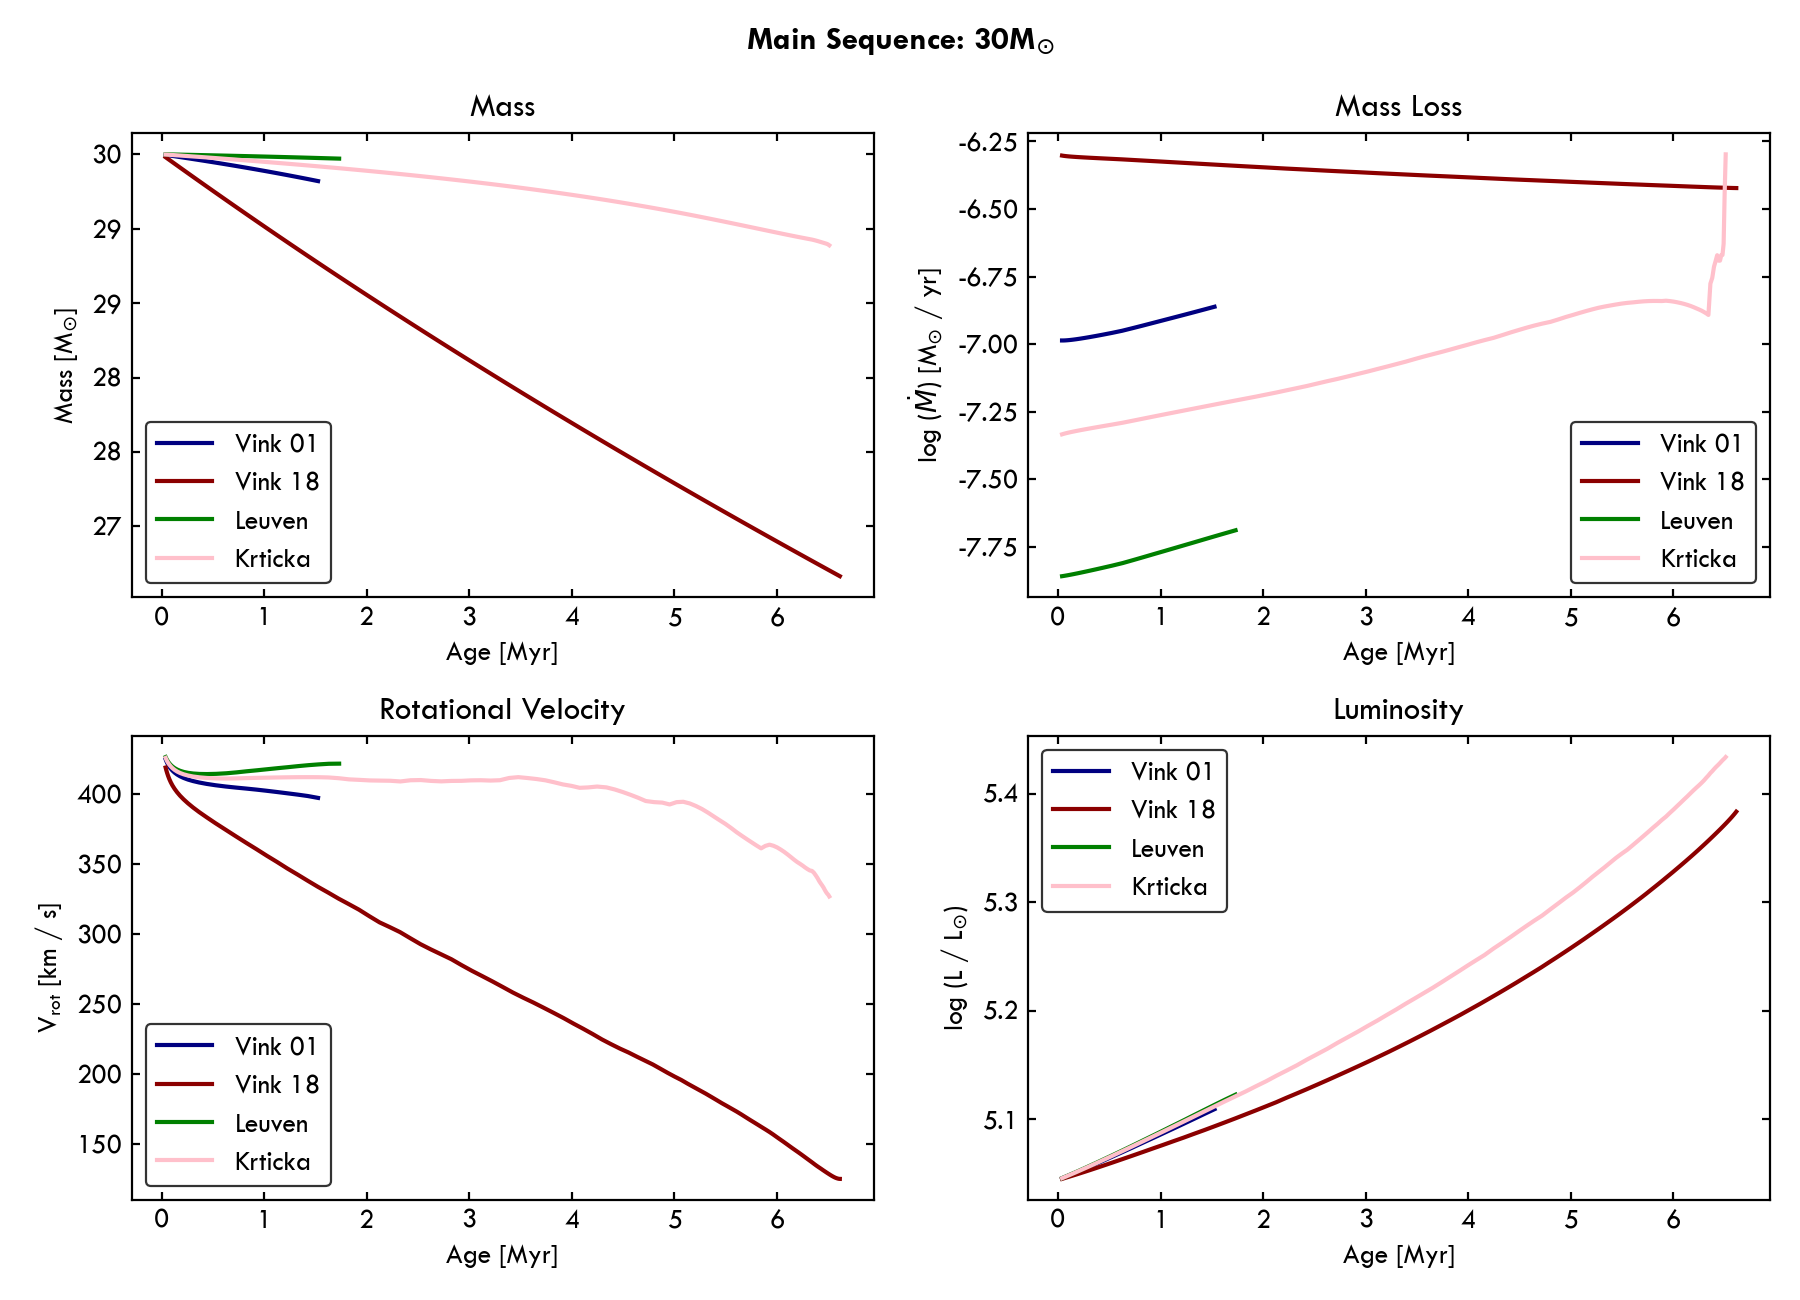 Main Sequence: 30M☉
Mass
30
29
29
28
28
27
Mass [M☉]
Vink 01
Vink 18
Leuven
Krticka
0 1 2 3 4 5 6
Age [Myr]
Mass Loss
-6.25
-6.50
-6.75
-7.00
-7.25
-7.50
-7.75
log (Ṁ) [M☉ / yr]
Vink 01
Vink 18
Leuven
Krticka
0 1 2 3 4 5 6
Age [Myr]
Rotational Velocity
400
350
300
250
200
150
Vrot [km / s]
Vink 01
Vink 18
Leuven
Krticka
0 1 2 3 4 5 6
Age [Myr]
Luminosity
5.4
5.3
5.2
5.1
log (L / L☉)
Vink 01
Vink 18
Leuven
Krticka
0 1 2 3 4 5 6
Age [Myr]